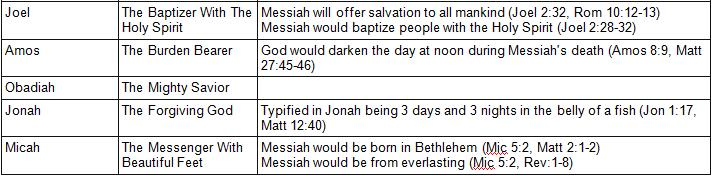 Joel The Baptizer With The Messiah will offer salvation to all mankind (Joel 2:32, Rom 10:12-13)
Holy Spirit Messiah would baptize people with the Holy Spirit (Joel 2:28-32)
Amos The Burden Bearer God would darken the day at noon during Messiah's death (Amos 8:9, Matt
27:45-46)
Obadiah The Mighty Savior
Jonah The Forgiving God Typified in Jonah being 3 days and 3 nights in the belly of a fish (Jon 1:17,
Matt 12:40)
Micah The Messenger With Messiah would be born in Bethlehem (Mic 5:2, Matt 2:1-2)
Beautiful Feet Messiah would be from everlasting (Mic 5:2, Rev:1-8)